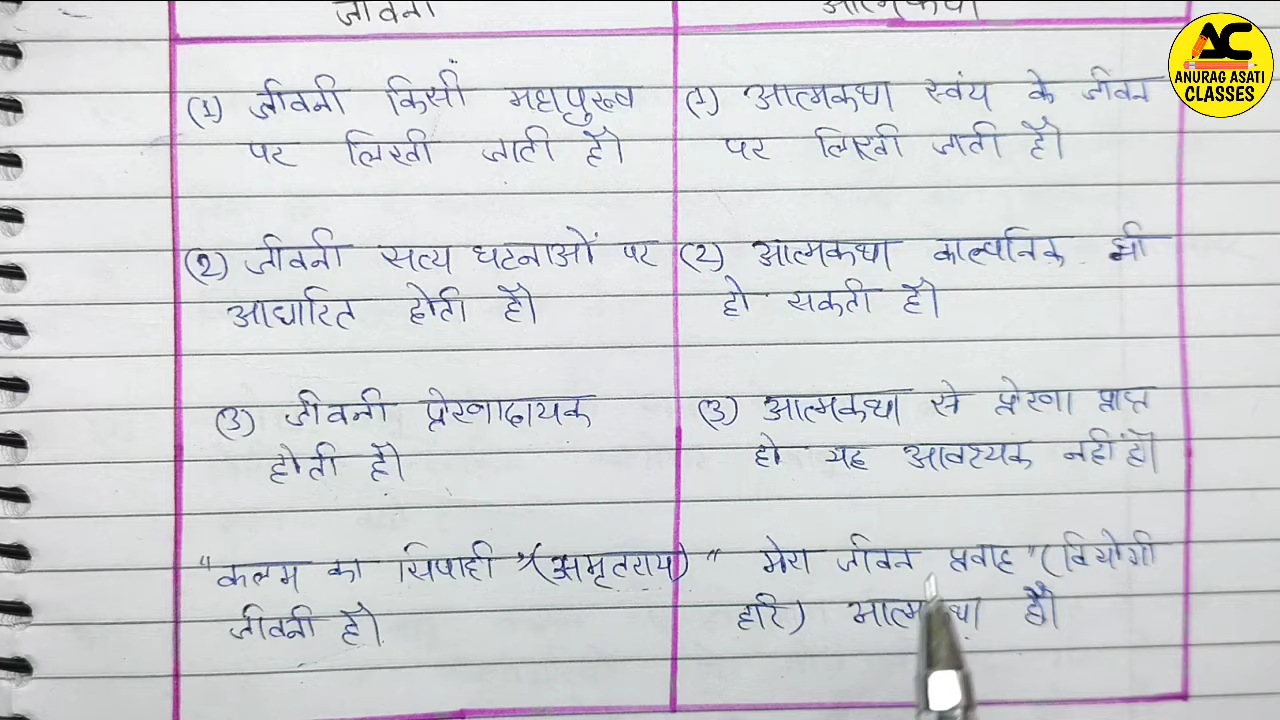 जीवनी
आत्मकथा
(1) जीवनी किसी महापुरुष
पर लिखी जाती है।
(2) जीवनी सत्य घटनाओं पर
आधारित होती है।
(3) जीवनी प्रेरणादायक
होती है।
"कलम का सिपाही" (अमृतराय)
जीवनी है।
(1) आत्मकथा स्वंय के जीवन
पर लिखी जाती है।
(2) आत्मकथा काल्पनिक भी
हो सकती है।
(3) आत्मकथा से प्रेरणा प्राप्त
हो यह आवश्यक नहीं है।
" मेरा जीवन प्रवाह "(वियोगी
हरि) आत्मकथा है।
AC
ANURAG ASATI
CLASSES